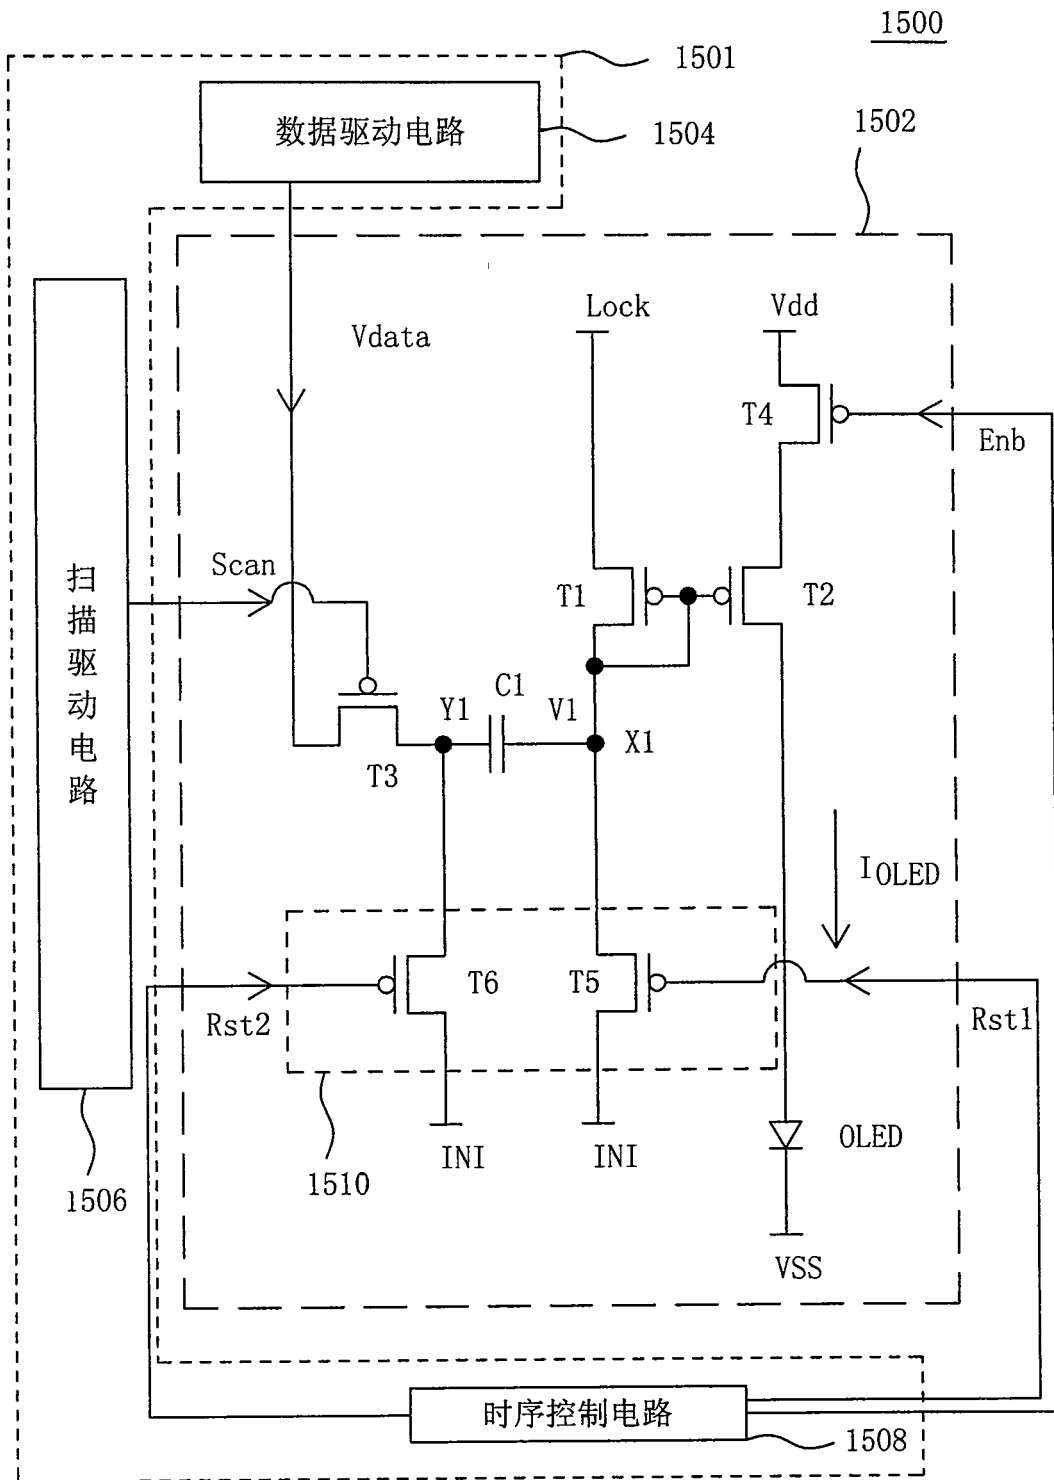 1500
1501
数据驱动电路
1504
1502
Lock
Vdd
Vdata
T4
Enb
扫描驱动电路
Scan
T1
T2
C1
Y1
V1
X1
T3
IOLED
T6
T5
Rst2
Rst1
INI
INI
OLED
1510
1506
VSS
时序控制电路
1508